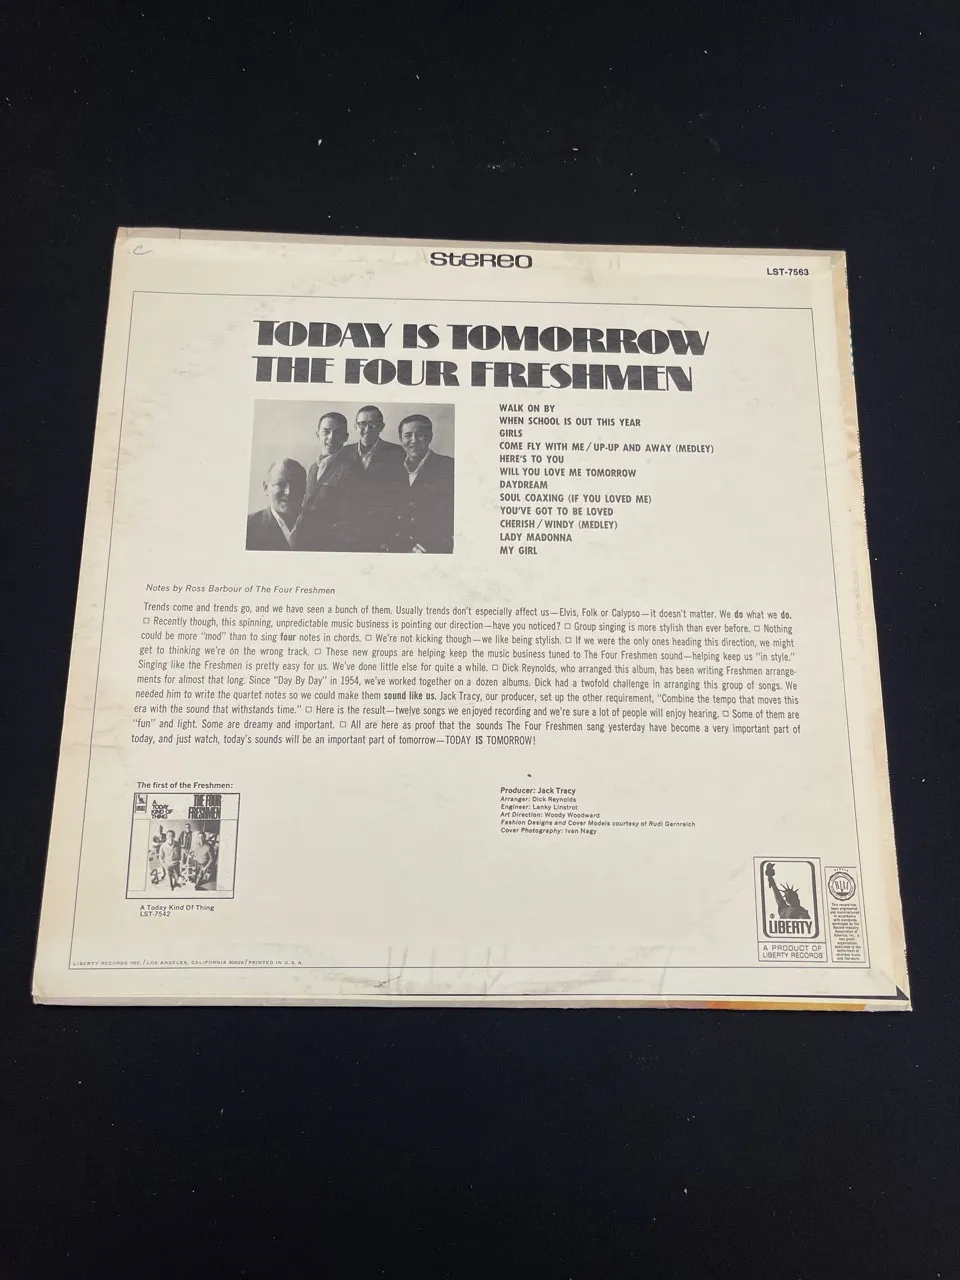 C
STEREO
LST-7563
TODAY IS TOMORROW
THE FOUR FRESHMEN
WALK ON BY
WHEN SCHOOL IS OUT THIS YEAR
GIRLS
COME FLY WITH ME / UP-UP AND AWAY (MEDLEY)
HERE'S TO YOU
WILL YOU LOVE ME TOMORROW
DAYDREAM
SOUL COAXING (IF YOU LOVED ME)
YOU'VE GOT TO BE LOVED
CHERISH / WINDY (MEDLEY)
LADY MADONNA
MY GIRL
Notes by Ross Barbour of The Four Freshmen
Trends come and trends go, and we have seen a bunch of them. Usually trends don't especially affect us—Elvis, Folk or Calypso—it doesn't matter. We do what we do.
□ Recently though, this spinning, unpredictable music business is pointing our direction—have you noticed? □ Group singing is more stylish than ever before. □ Nothing
could be more "mod" than to sing four notes in chords. □ We're not kicking though—we like being stylish. □ If we were the only ones heading this direction, we might
get to thinking we're on the wrong track. □ These new groups are helping keep the music business tuned to The Four Freshmen sound—helping keep us "in style."
Singing like the Freshmen is pretty easy for us. We've done little else for quite a while. □ Dick Reynolds, who arranged this album, has been writing Freshmen arrange-
ments for almost that long. Since "Day By Day" in 1954, we've worked together on a dozen albums. Dick had a twofold challenge in arranging this group of songs. We
needed him to write the quartet notes so we could make them sound like us. Jack Tracy, our producer, set up the other requirement, "Combine the tempo that moves this
era with the sound that withstands time." □ Here is the result—twelve songs we enjoyed recording and we're sure a lot of people will enjoy hearing. □ Some of them are
"fun" and light. Some are dreamy and important. □ All are here as proof that the sounds The Four Freshmen sang yesterday have become a very important part of
today, and just watch, today's sounds will be an important part of tomorrow—TODAY IS TOMORROW!
The first of the Freshmen:
A TODAY KIND OF THING
THE FOUR FRESHMEN
A Today Kind Of Thing
LST-7542
Producer: Jack Tracy
Arranger: Dick Reynolds
Engineer: Lanky Linstrot
Art Direction: Woody Woodward
Fashion Designs and Cover Models courtesy of Rudi Gernreich
Cover Photography: Ivan Nagy
LIBERTY
A PRODUCT OF
LIBERTY RECORDS
LIBERTY RECORDS INC. / LOS ANGELES, CALIFORNIA 90028 / PRINTED IN U. S. A.